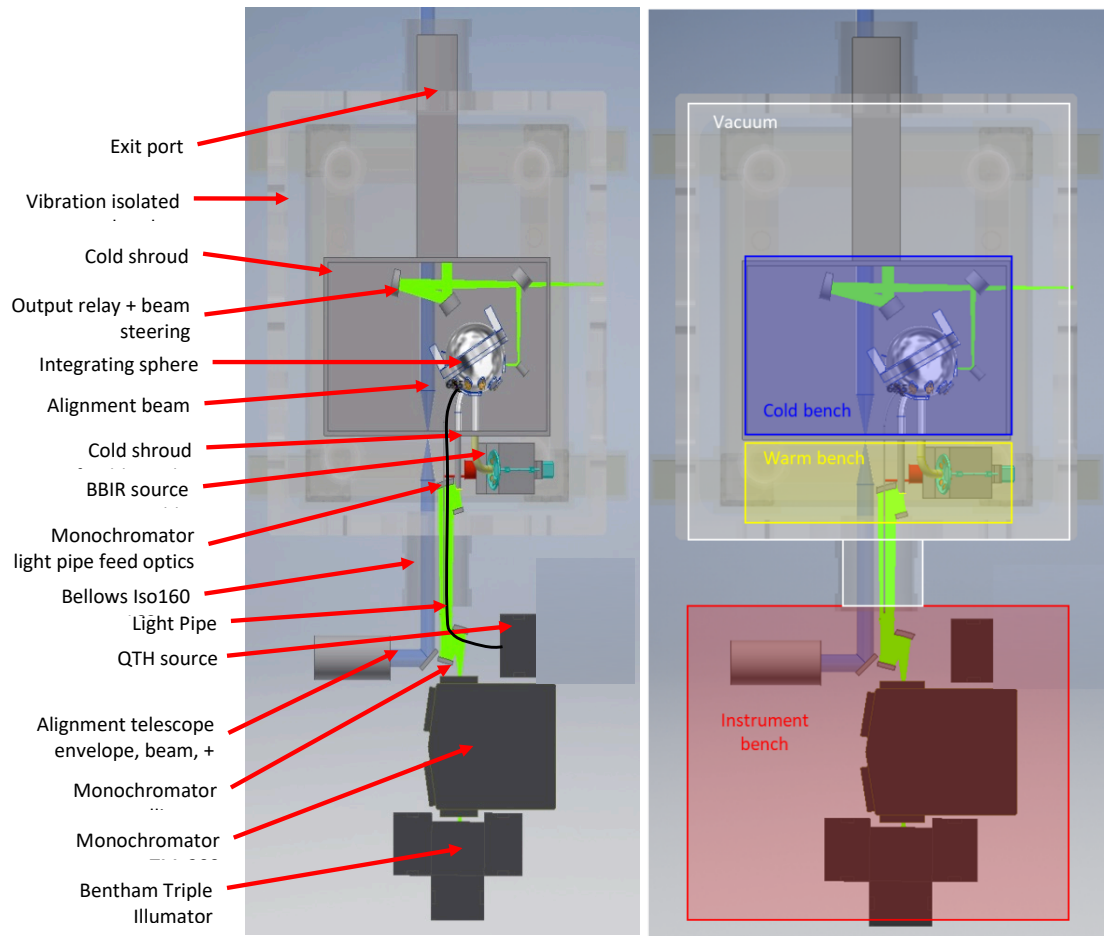 Exit port
Vibration isolated
Cold shroud
Output relay + beam
steering
Integrating sphere
Alignment beam
Cold shroud
BBIR source
Monochromator
light pipe feed optics
Bellows Iso160
Light Pipe
QTH source
Alignment telescope
envelope, beam, +
Monochromator
Monochromator
Bentham Triple
Illumator
Vacuum
Cold bench
Warm bench
Instrument
bench